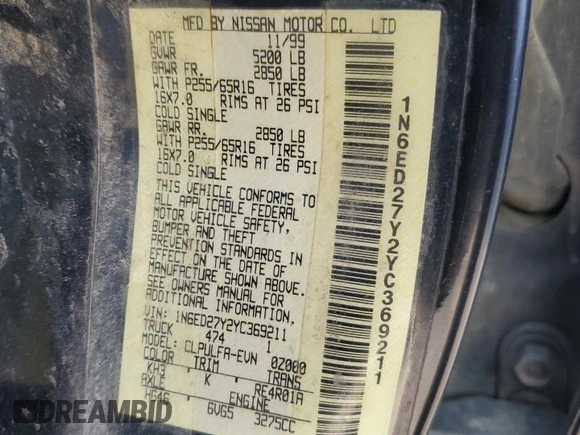 MFD BY NISSAN MOTOR CO. LTD
DATE 11/99
GVWR 5200 LB
GAWR FR. 2850 LB
WITH P255/65R16 TIRES
16X7.0 RIMS AT 26 PSI
COLD SINGLE
GAWR RR. 2850 LB
WITH P255/65R16 TIRES
16X7.0 RIMS AT 26 PSI
COLD SINGLE
THIS VEHICLE CONFORMS TO
ALL APPLICABLE FEDERAL
MOTOR VEHICLE SAFETY,
BUMPER AND THEFT
PREVENTION STANDARDS IN
EFFECT ON THE DATE OF
MANUFACTURE SHOWN ABOVE.
SEE OWNERS MANUAL FOR
ADDITIONAL INFORMATION.
VIN: 1N6ED27Y2YC369211
TRUCK 474 1
MODEL: CLAULFA-EVN 0Z000
COLOR TRIM TRANS
KH3 K RE4R01A
AXLE ENGINE
HG46 6VG5 3275CC
1N6ED27Y2YC369211
DREAMBID